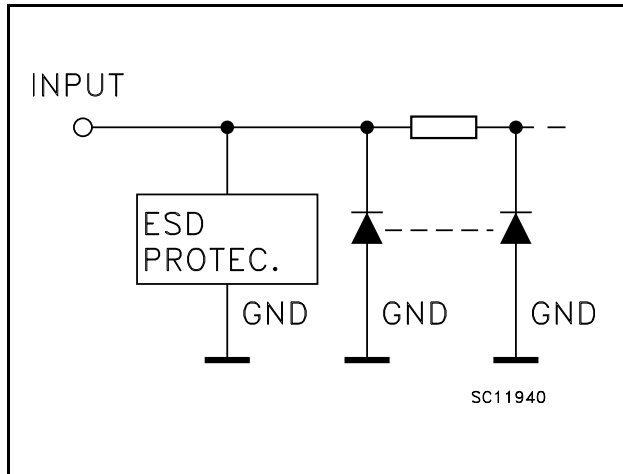 INPUT
ESD
PROTEC.
GND
GND
GND
SC11940